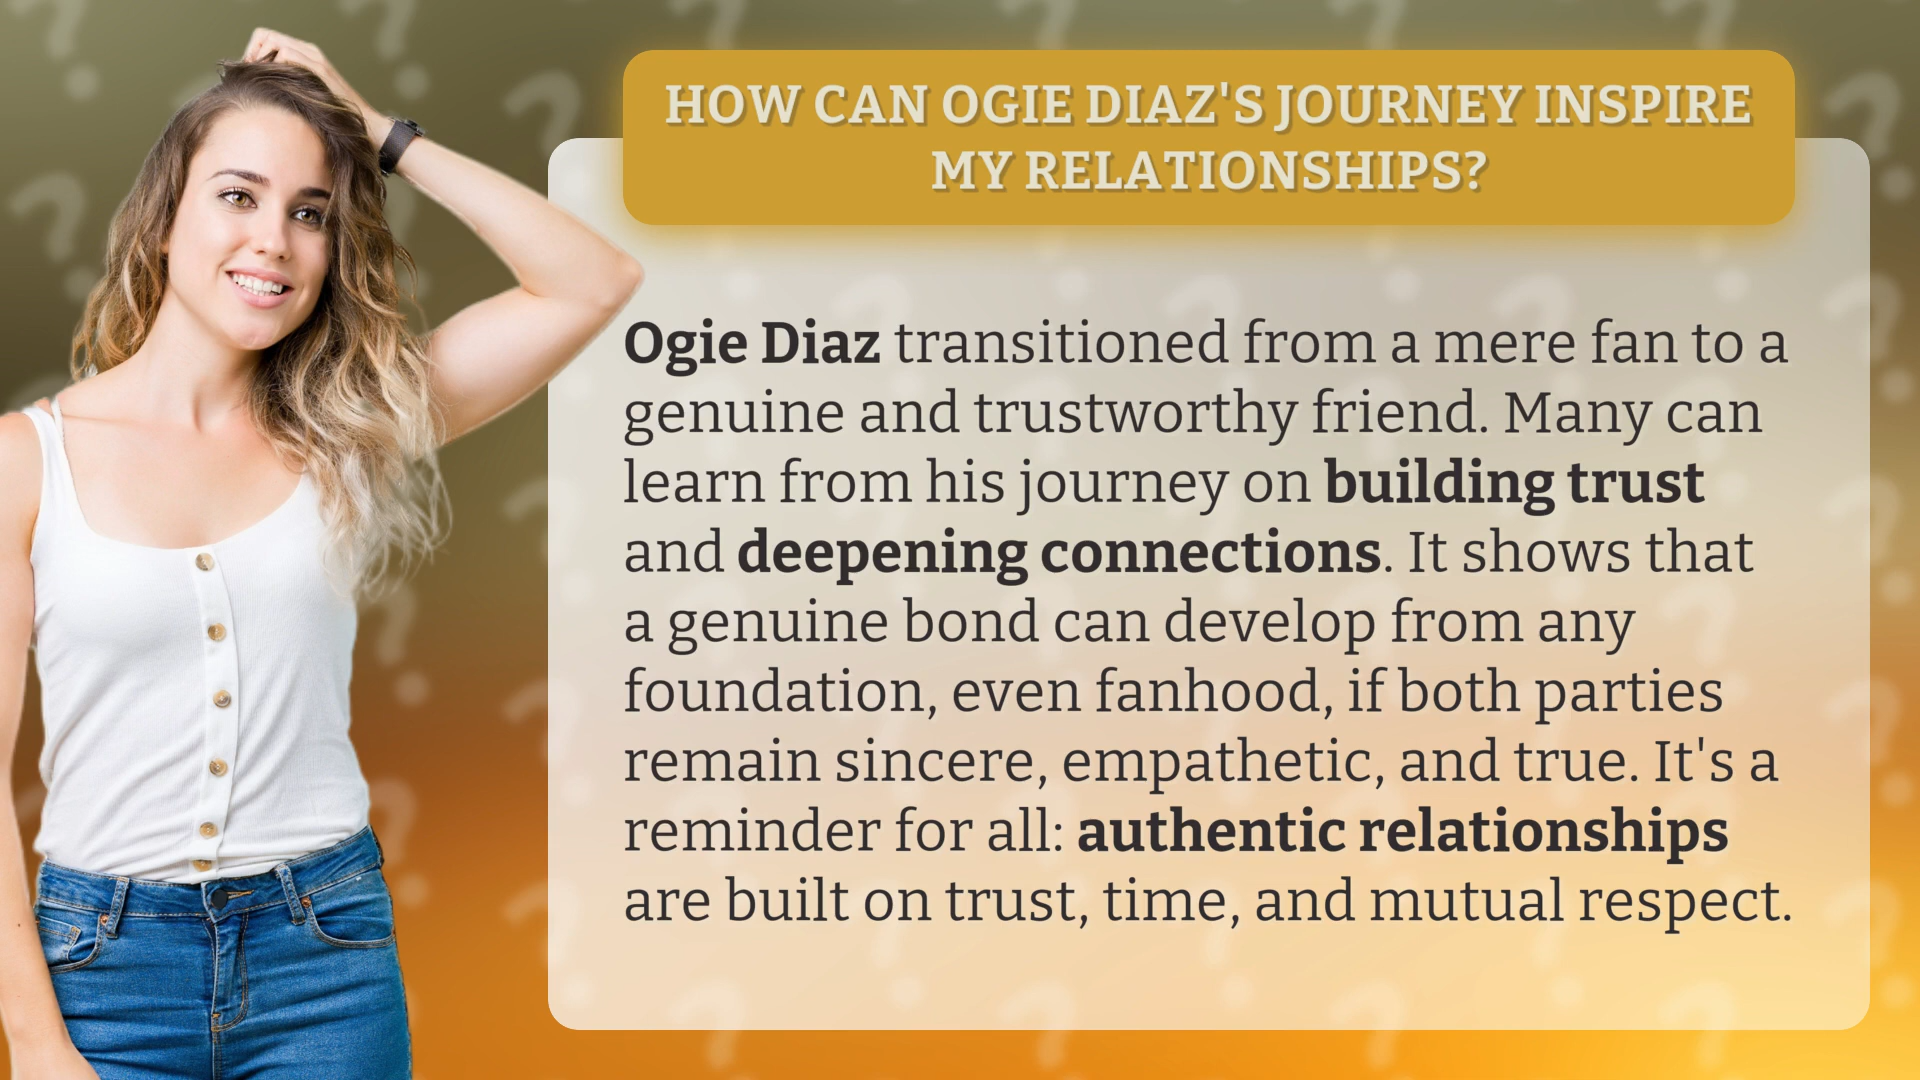 HOW CAN OGIE DIAZ'S JOURNEY INSPIRE
MY RELATIONSHIPS?
Ogie Diaz transitioned from a mere fan to a
genuine and trustworthy friend. Many can
learn from his journey on building trust
and deepening connections. It shows that
a genuine bond can develop from any
foundation, even fanhood, if both parties
remain sincere, empathetic, and true. It's a
reminder for all: authentic relationships
are built on trust, time, and mutual respect.